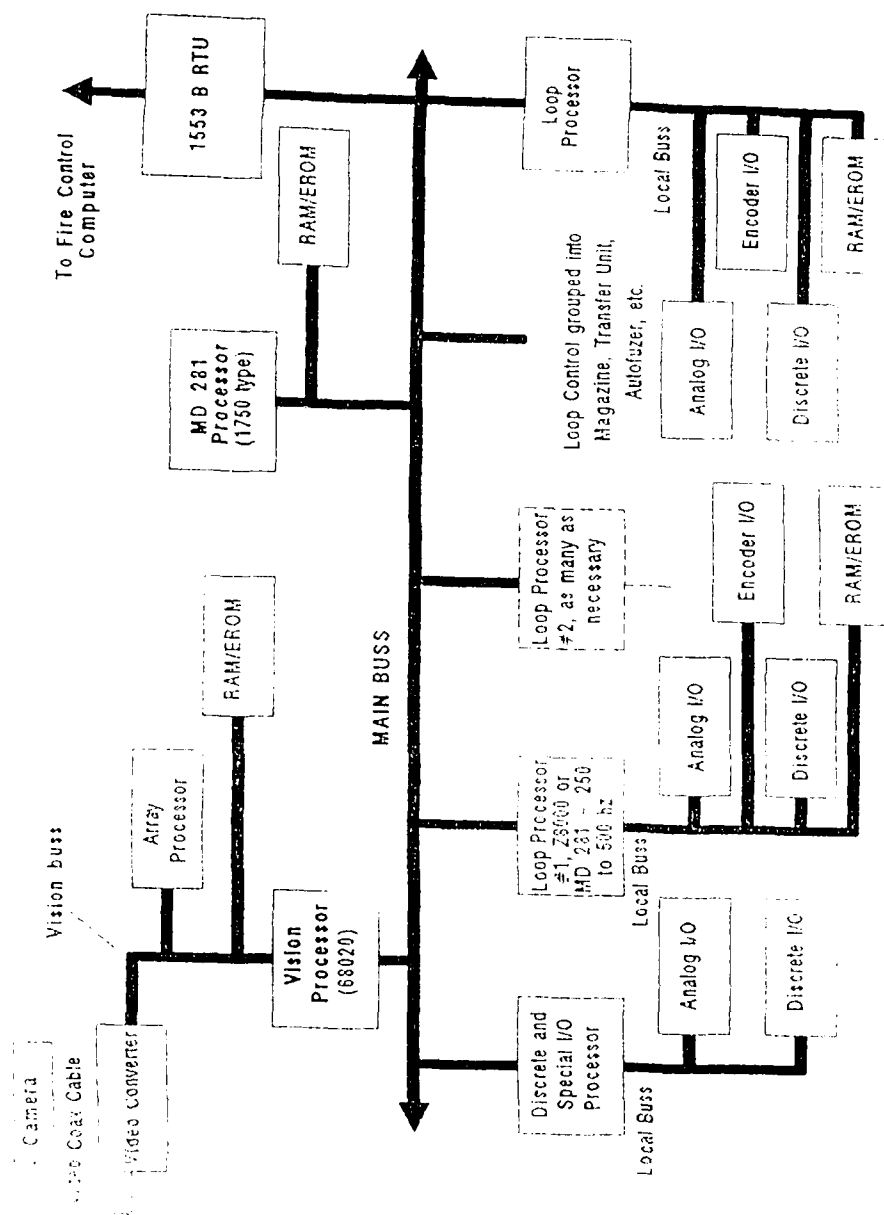 Camera
Coax Cable
Video Converter
Vision buss
Array
Processor
RAM/EROM
Vision
Processor
(68020)
MD 281
Processor
(1750 type)
RAM/EROM
To Fire Control
Computer
1553 B RTU
MAIN BUSS
Discrete and
Special I/O
Processor
Local Buss
Analog I/O
Discrete I/O
Loop Processor
#1, Z8000 or
MD 281 - 250
to 500 hz
Local Buss
Analog I/O
Encoder I/O
Discrete I/O
RAM/EROM
Loop Processor
#2, as many as
necessary
Loop Control grouped into
Magazine, Transfer Unit,
Autofuzer, etc.
Loop
Processor
Local Buss
Analog I/O
Encoder I/O
Discrete I/O
RAM/EROM